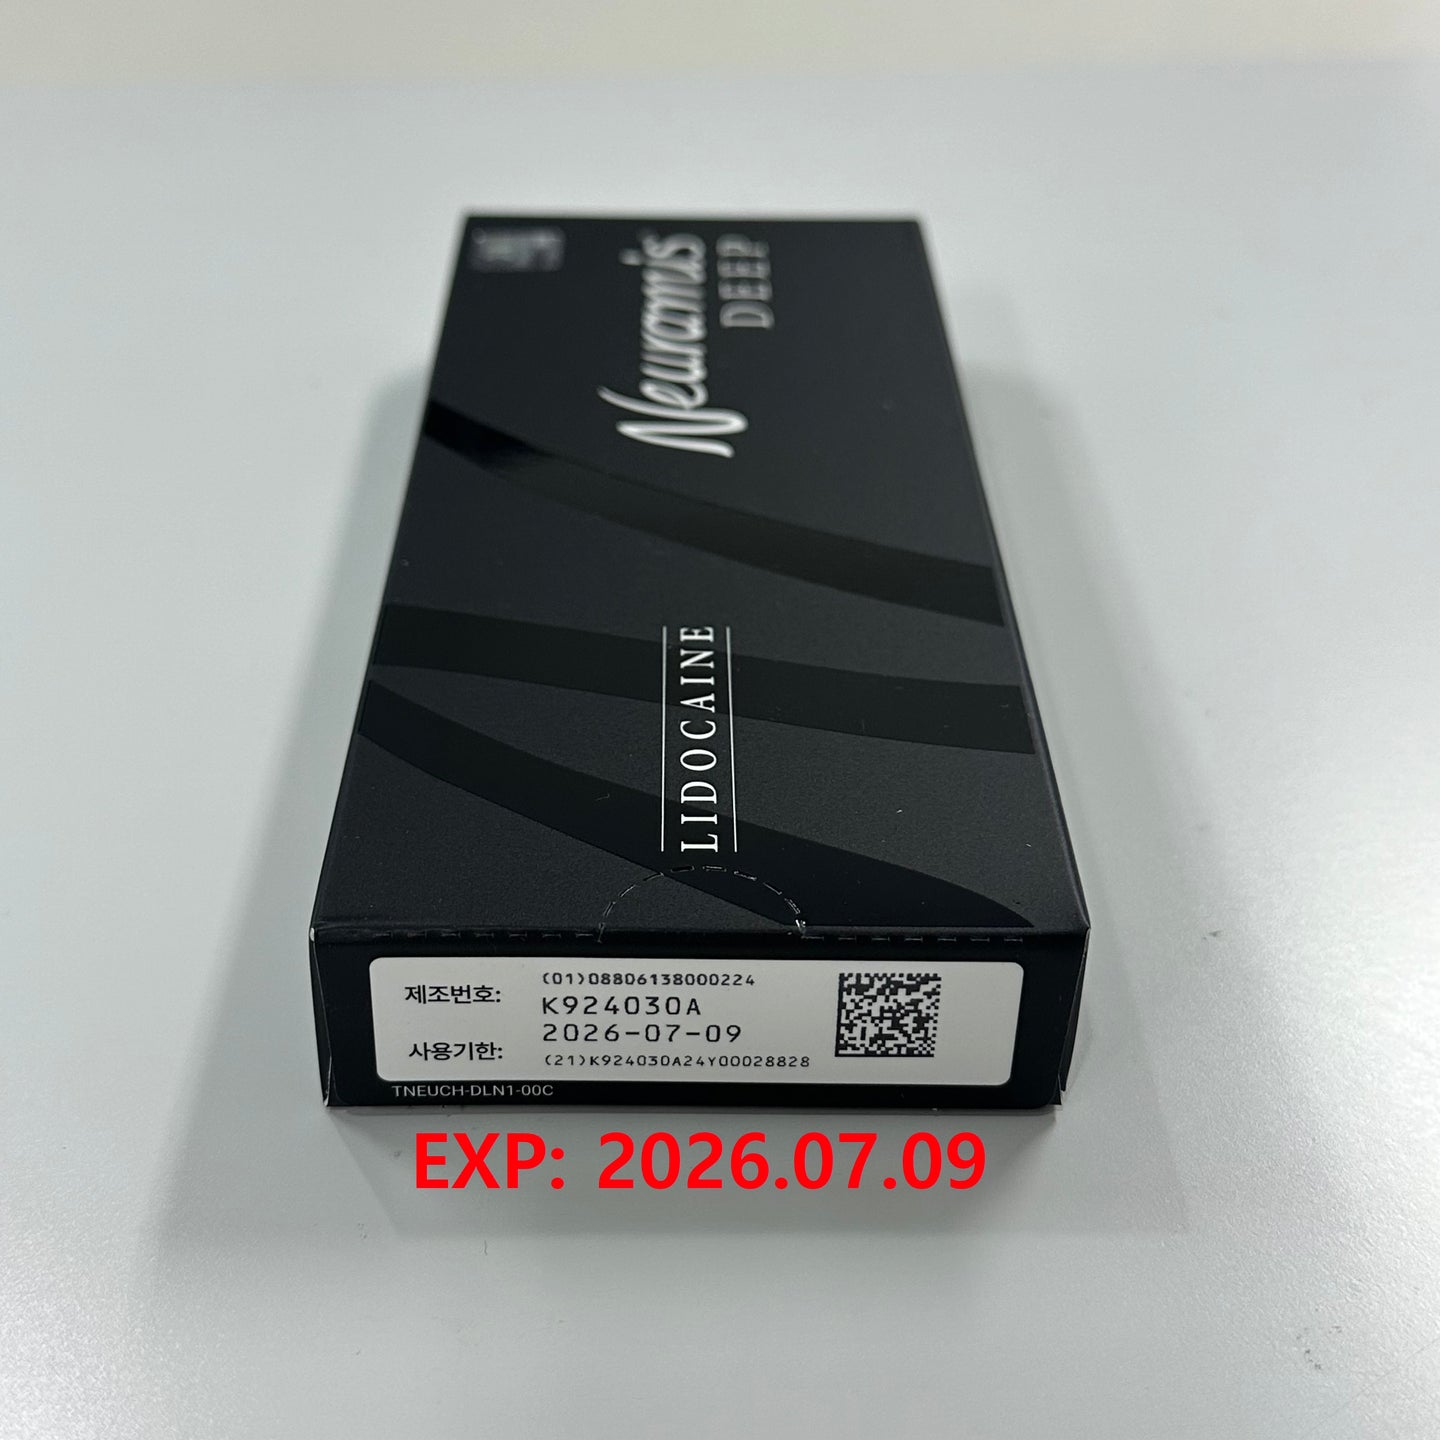 Neuramis
DEEP
LIDOCAINE
제조번호:
(01)08806138000224
K924030A
사용기한:
2026-07-09
(21)K924030A24Y00028828
TNEUCH-DLN1-00C
EXP: 2026.07.09